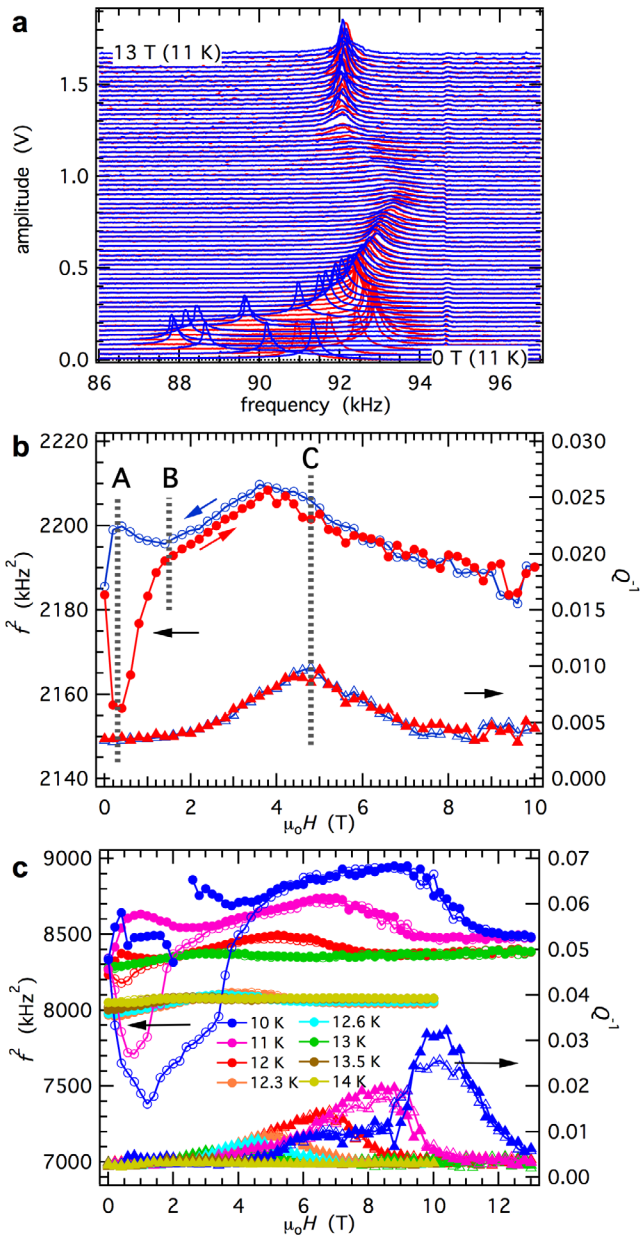 a
13 T (11 K)
1.5
1.0
0.5
0.0
amplitude (V)
0 T (11 K)
86 88 90 92 94 96
frequency (kHz)
b
2220
2200
2180
2160
2140
f² (kHz²)
A B C
0.030
0.025
0.020
0.015
0.010
0.005
0.000
Q⁻¹
0 2 4 6 8 10
μ₀H (T)
c
9000
8500
8000
7500
7000
f² (kHz²)
10 K 12.6 K
11 K 13 K
12 K 13.5 K
12.3 K 14 K
0.07
0.06
0.05
0.04
0.03
0.02
0.01
0.00
Q⁻¹
0 2 4 6 8 10 12
μ₀H (T)